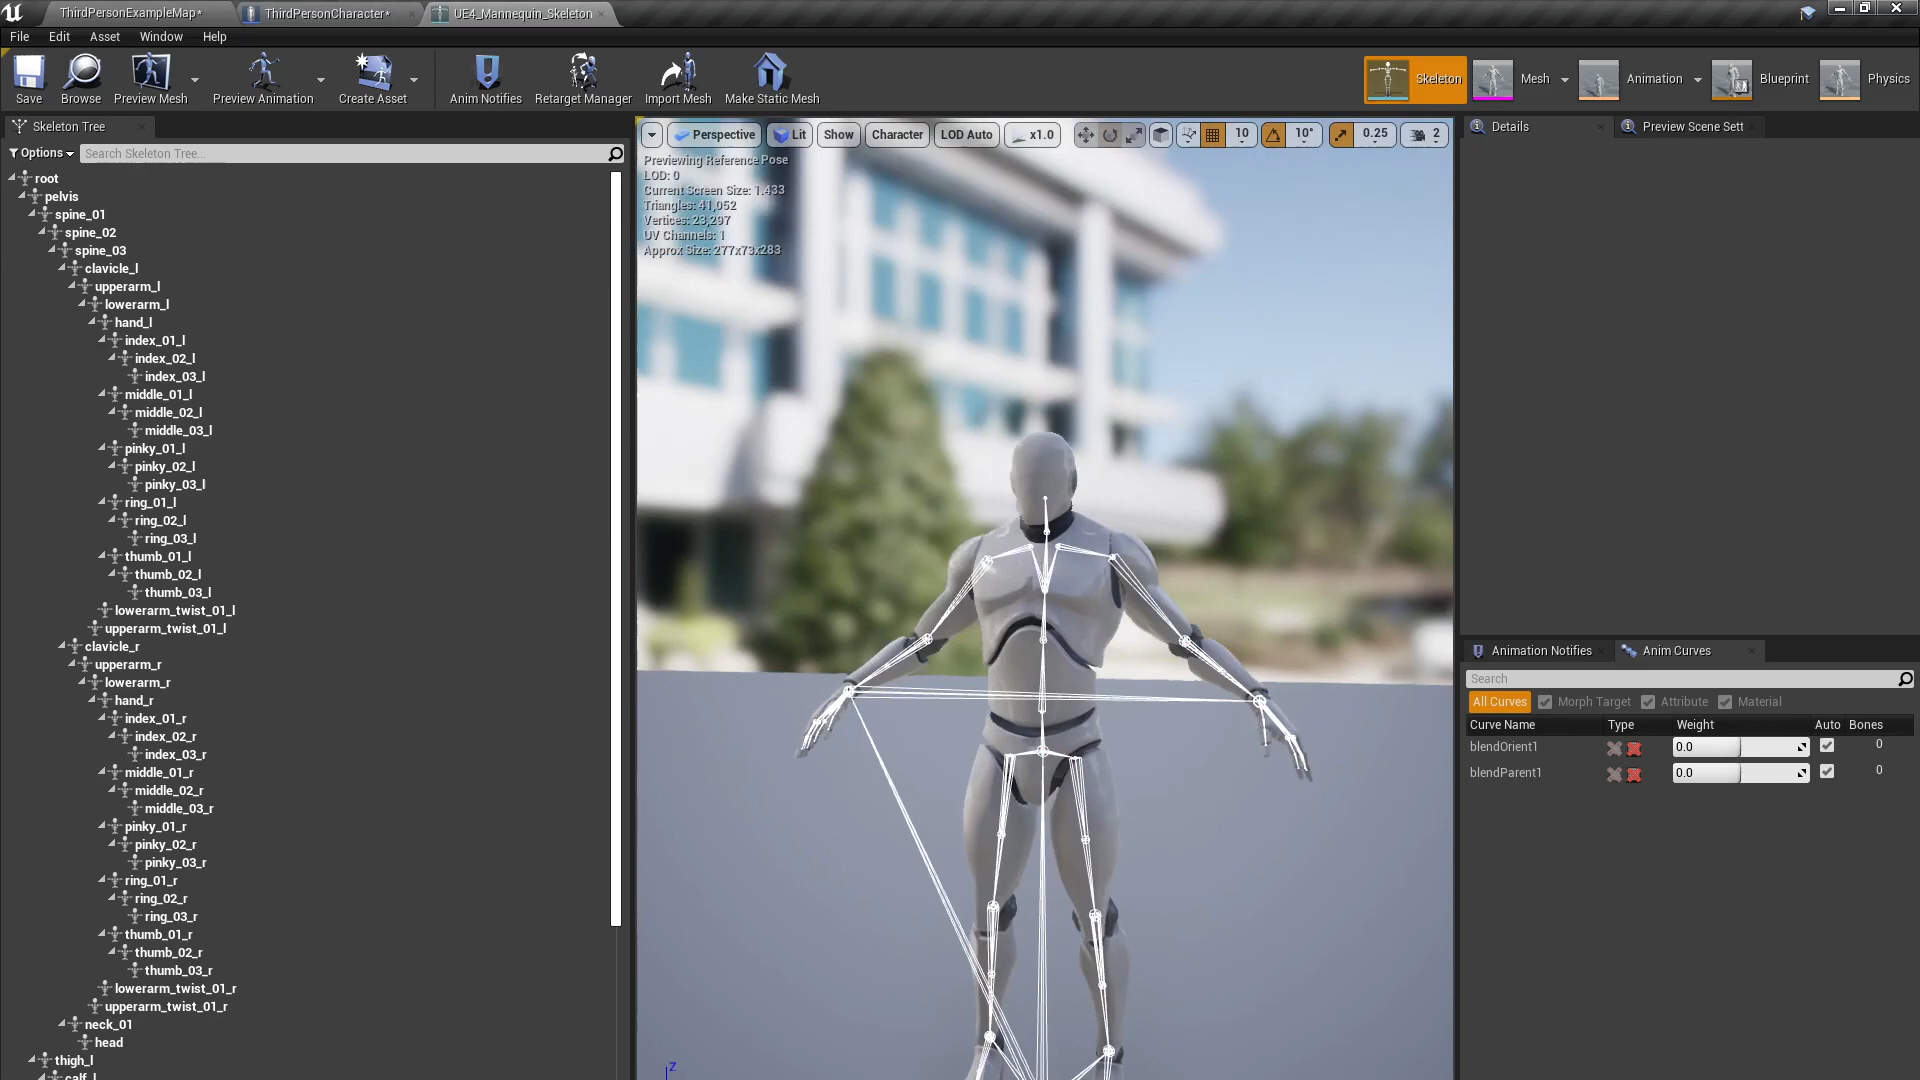 ThirdPersonExampleMap*
ThirdPersonCharacter*
UE4_Mannequin_Skeleton
File Edit Asset Window Help
Save
Browse
Preview Mesh
Preview Animation
Create Asset
Anim Notifies
Retarget Manager
Import Mesh
Make Static Mesh
Skeleton
Mesh
Animation
Blueprint
Physics
Skeleton Tree
Options
Search Skeleton Tree...
root
pelvis
spine_01
spine_02
spine_03
clavicle_l
upperarm_l
lowerarm_l
hand_l
index_01_l
index_02_l
index_03_l
middle_01_l
middle_02_l
middle_03_l
pinky_01_l
pinky_02_l
pinky_03_l
ring_01_l
ring_02_l
ring_03_l
thumb_01_l
thumb_02_l
thumb_03_l
lowerarm_twist_01_l
upperarm_twist_01_l
clavicle_r
upperarm_r
lowerarm_r
hand_r
index_01_r
index_02_r
index_03_r
middle_01_r
middle_02_r
middle_03_r
pinky_01_r
pinky_02_r
pinky_03_r
ring_01_r
ring_02_r
ring_03_r
thumb_01_r
thumb_02_r
thumb_03_r
lowerarm_twist_01_r
upperarm_twist_01_r
neck_01
head
thigh_l
calf_l
Perspective Lit Show Character LOD Auto x1.0 10 10° 0.25 2
Previewing Reference Pose
LOD: 0
Current Screen Size: 1.433
Triangles: 41,052
Vertices: 23,297
UV Channels: 1
Approx Size: 277x73x283
Z
Details
Preview Scene Sett
Animation Notifies
Anim Curves
Search
All Curves Morph Target Attribute Material
Curve Name Type Weight Auto Bones
blendOrient1 0.0 0
blendParent1 0.0 0